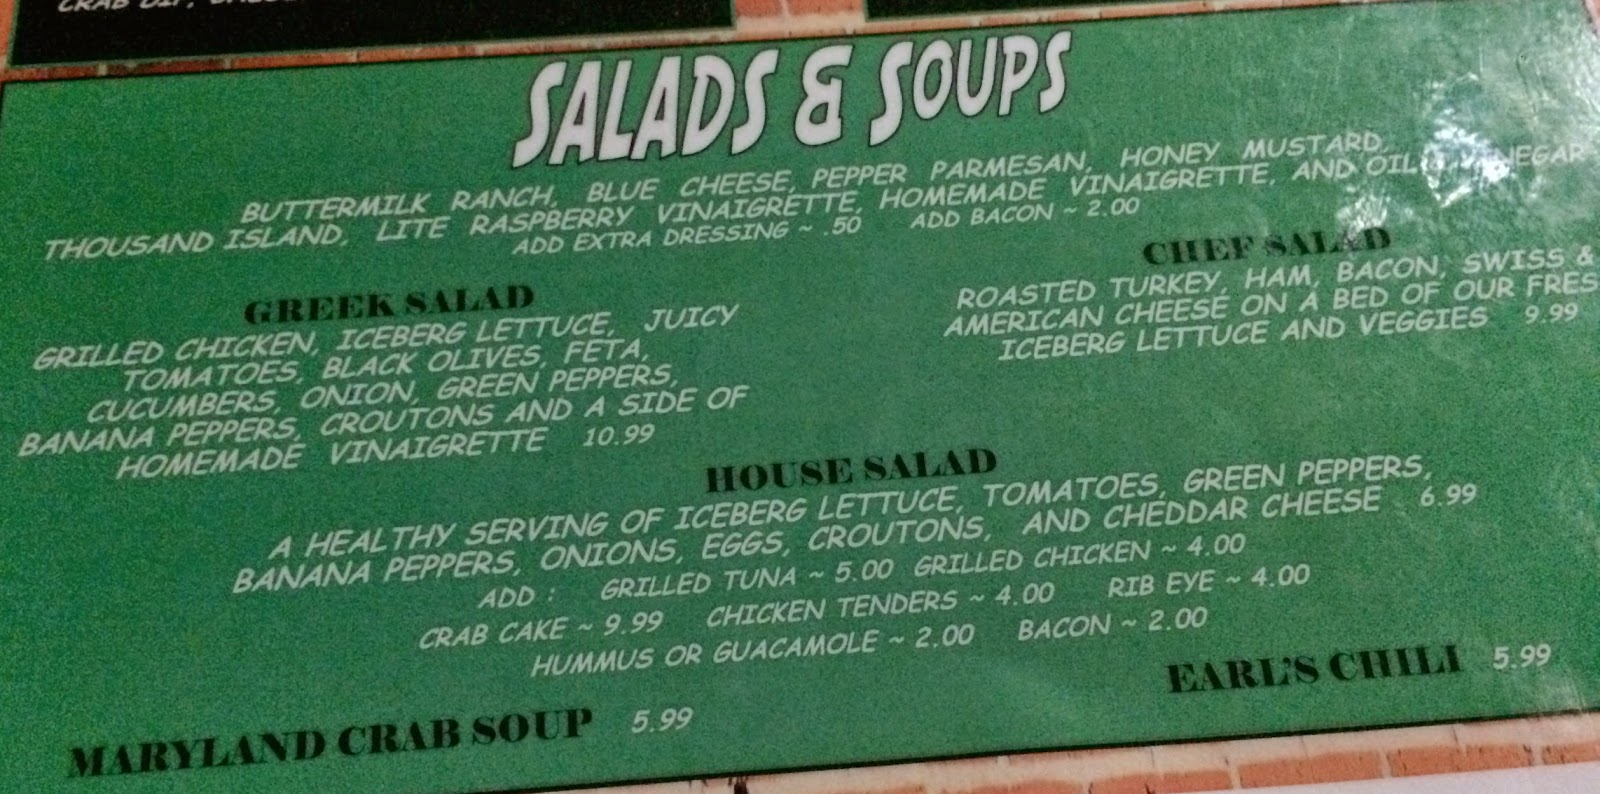 CRAB DIP,
SALADS & SOUPS
BUTTERMILK RANCH, BLUE CHEESE, PEPPER PARMESAN, HONEY MUSTARD,
THOUSAND ISLAND, LITE RASPBERRY VINAIGRETTE, HOMEMADE VINAIGRETTE, AND OIL
ADD EXTRA DRESSING ~ .50 ADD BACON ~ 2.00
GREEK SALAD
GRILLED CHICKEN, ICEBERG LETTUCE, JUICY
TOMATOES, BLACK OLIVES, FETA,
CUCUMBERS, ONION, GREEN PEPPERS,
BANANA PEPPERS, CROUTONS AND A SIDE OF
HOMEMADE VINAIGRETTE 10.99
CHEF SALAD
ROASTED TURKEY, HAM, BACON, SWISS &
AMERICAN CHEESE ON A BED OF OUR FRES
ICEBERG LETTUCE AND VEGGIES 9.99
HOUSE SALAD
A HEALTHY SERVING OF ICEBERG LETTUCE, TOMATOES, GREEN PEPPERS,
BANANA PEPPERS, ONIONS, EGGS, CROUTONS, AND CHEDDAR CHEESE 6.99
ADD : GRILLED TUNA ~ 5.00 GRILLED CHICKEN ~ 4.00
CRAB CAKE ~ 9.99 CHICKEN TENDERS ~ 4.00 RIB EYE ~ 4.00
HUMMUS OR GUACAMOLE ~ 2.00 BACON ~ 2.00
MARYLAND CRAB SOUP 5.99
EARL'S CHILI 5.99